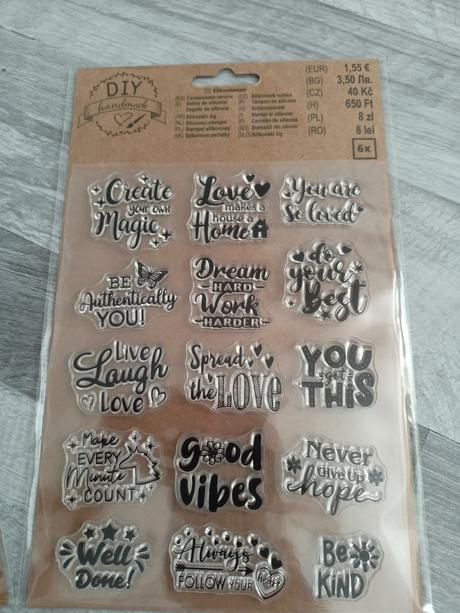 DIY
handmade
(EUR) 1,55 €
(BG) 3,50 Лв.
(CZ) 40 Kč
(H) 650 Ft
(PL) 8 zł
(RO) 8 lei
6x
Create
your own
Magic
Love
makes a
house a
Home
You are
so loved
BE
Authentically
YOU!
Dream
HARD
Work
HARDER
do
your
Best
Live
Laugh
LOVE
Spread
the LOVE
YOU
got
THIS
Make
EVERY
Minute
COUNT
Good
vibes
Never
give up
hope
Well
Done!
Always
FOLLOW YOUR
heart
Be
KIND